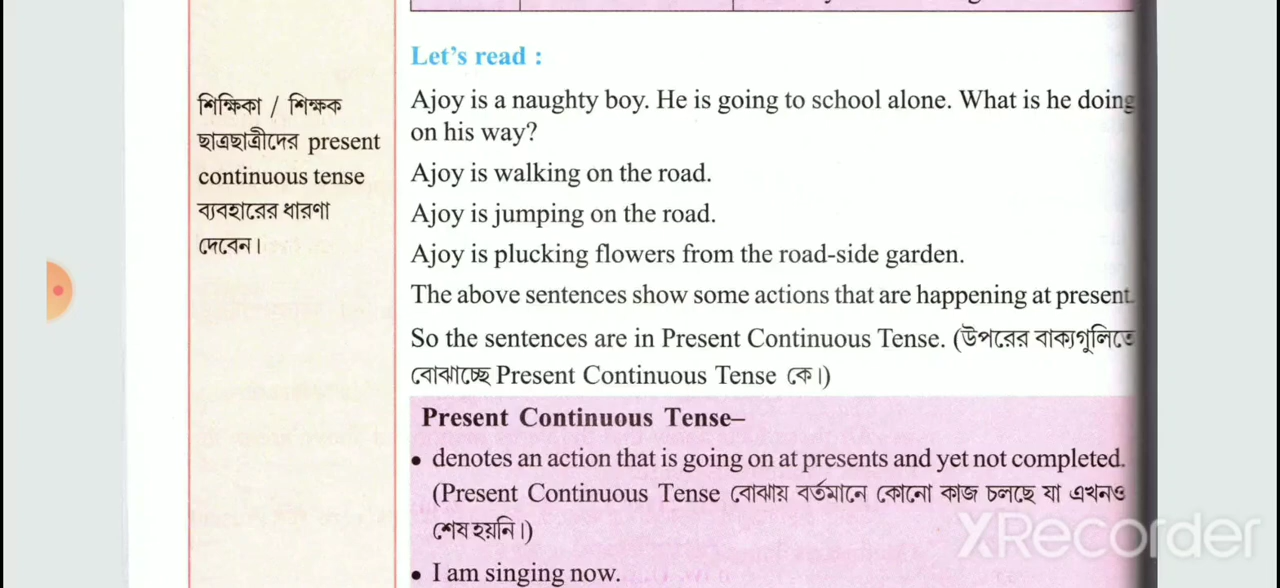 Let's read :
শিক্ষিকা / শিক্ষক
ছাত্রছাত্রীদের present
continuous tense
ব্যবহারের ধারণা
দেবেন।
Ajoy is a naughty boy. He is going to school alone. What is he doing
on his way?
Ajoy is walking on the road.
Ajoy is jumping on the road.
Ajoy is plucking flowers from the road-side garden.
The above sentences show some actions that are happening at present.
So the sentences are in Present Continuous Tense. (উপরের বাক্যগুলিতে
বোঝাচ্ছে Present Continuous Tense কে।)
Present Continuous Tense–
• denotes an action that is going on at presents and yet not completed.
(Present Continuous Tense বোঝায় বর্তমানে কোনো কাজ চলছে যা এখনও
শেষ হয়নি।)
• I am singing now.
XRecorder